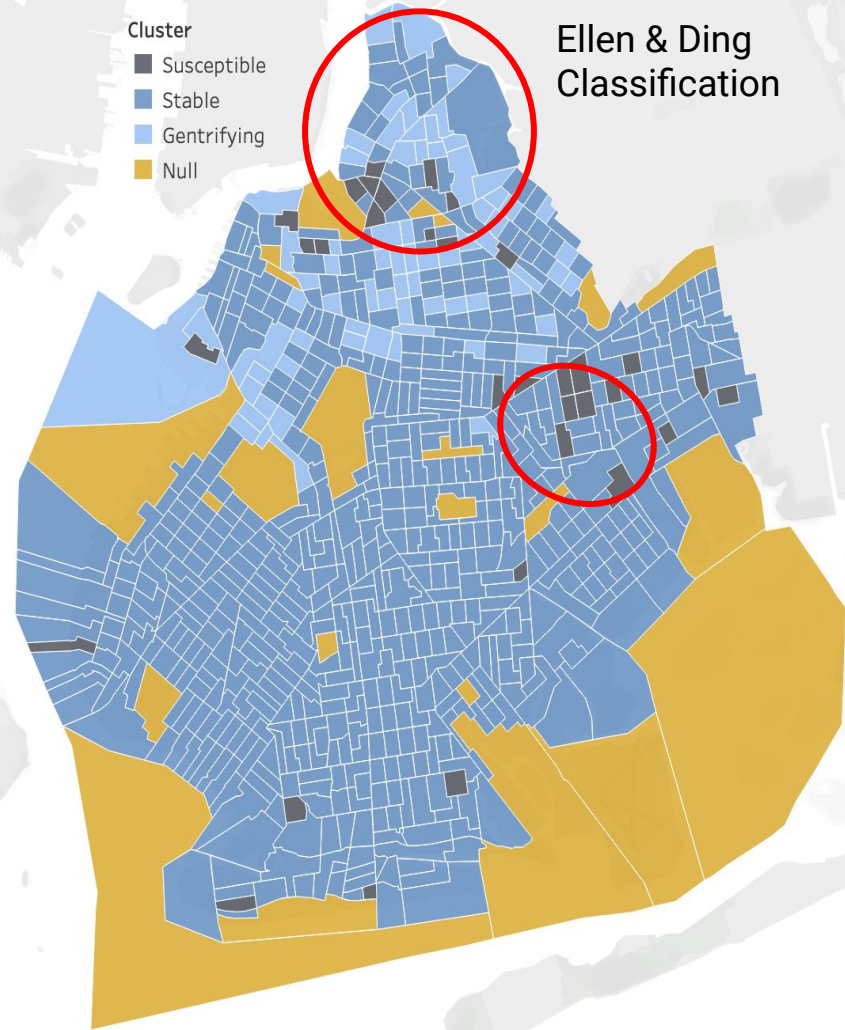 Cluster
Susceptible
Stable
Gentrifying
Null
Ellen & Ding
Classification